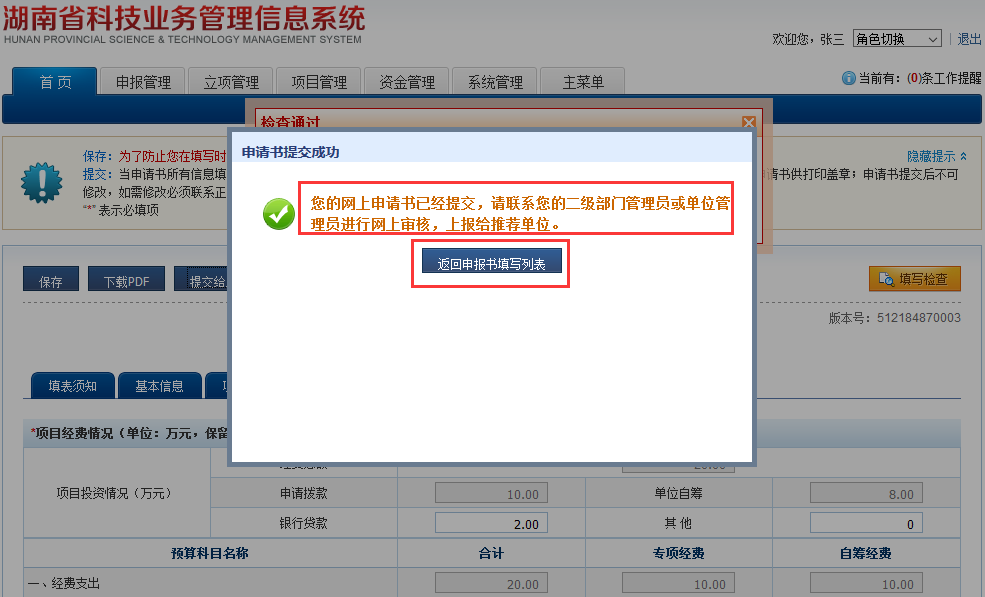 湖南省科技业务管理信息系统
HUNAN PROVINCIAL SCIENCE & TECHNOLOGY MANAGEMENT SYSTEM
欢迎您，张三 角色切换 退出
首 页 申报管理 立项管理 项目管理 资金管理 系统管理 主菜单
当前有：(0)条工作提醒
检查通过
申请书提交成功
保存：为了防止您在填写时
隐藏提示
提交：当申请书所有信息填
请书供打印盖章；申请书提交后不可
修改，如需修改必须联系正
“*” 表示必填项
您的网上申请书已经提交，请联系您的二级部门管理员或单位管
理员进行网上审核，上报给推荐单位。
返回申报书填写列表
保存 下载PDF 提交给
填写检查
版本号：512184870003
填表须知 基本信息
*项目经费情况（单位：万元，保留
项目投资情况（万元）
申请拨款 10.00 单位自筹 8.00
银行贷款 2.00 其 他 0
预算科目名称 合计 专项经费 自筹经费
一、经费支出 20.00 10.00 10.00